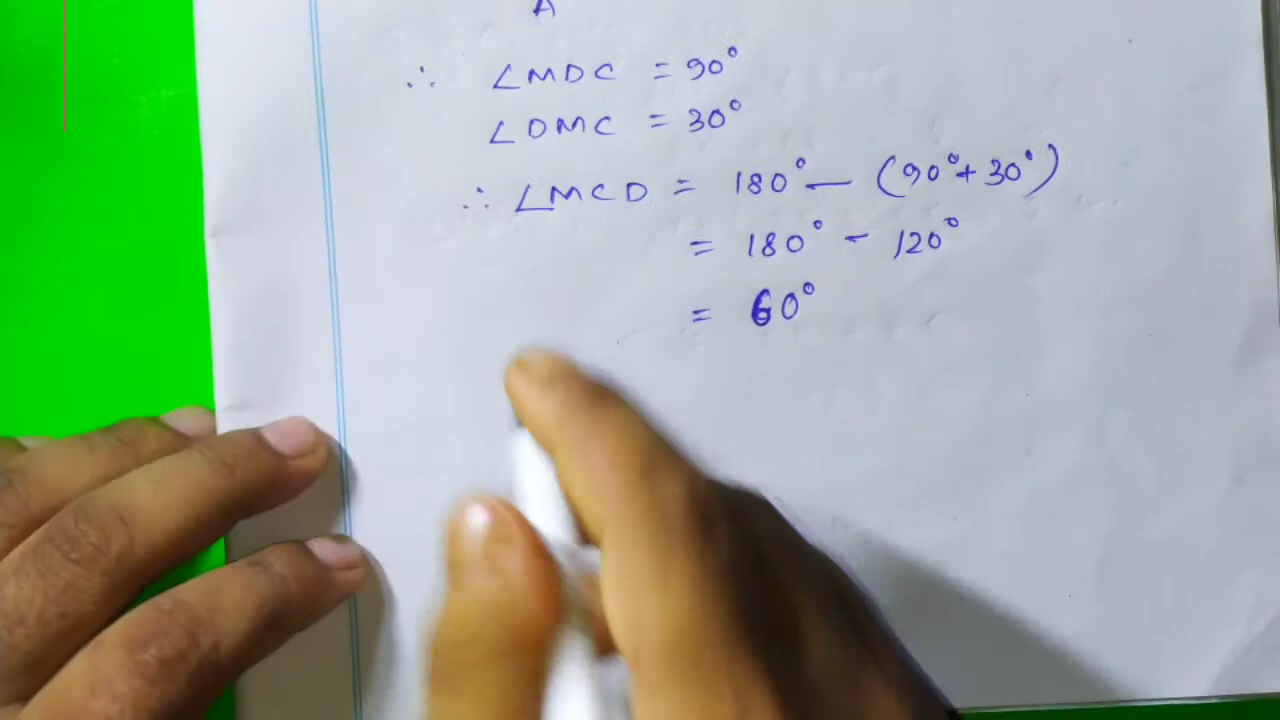 A
∴ ∠MDC = 90°
∠DMC = 30°
∴ ∠MCD = 180° - (90°+30°)
= 180° - 120°
= 60°